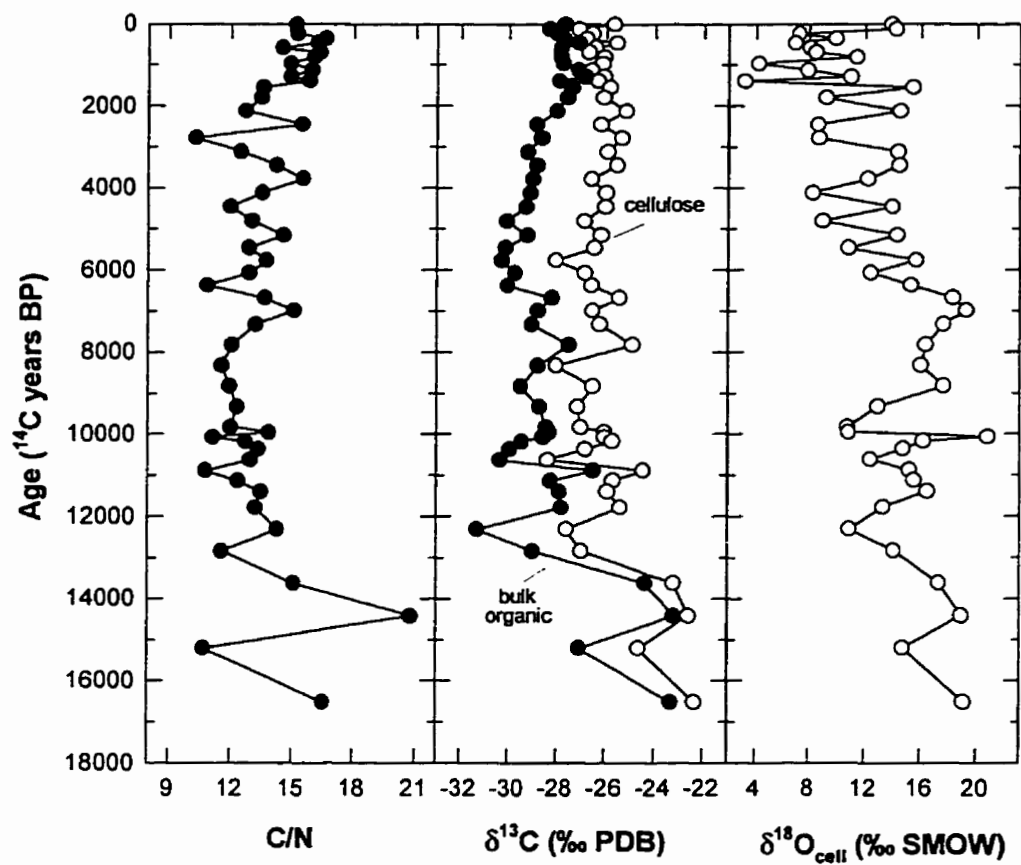 0
2000
4000
6000
8000
10000
12000
14000
16000
18000
Age (¹⁴C years BP)
cellulose
bulk
organic
9 12 15 18 21
-32 -30 -28 -26 -24 -22
4 8 12 16 20
C/N
δ¹³C (‰ PDB)
δ¹⁸Ocell (‰ SMOW)